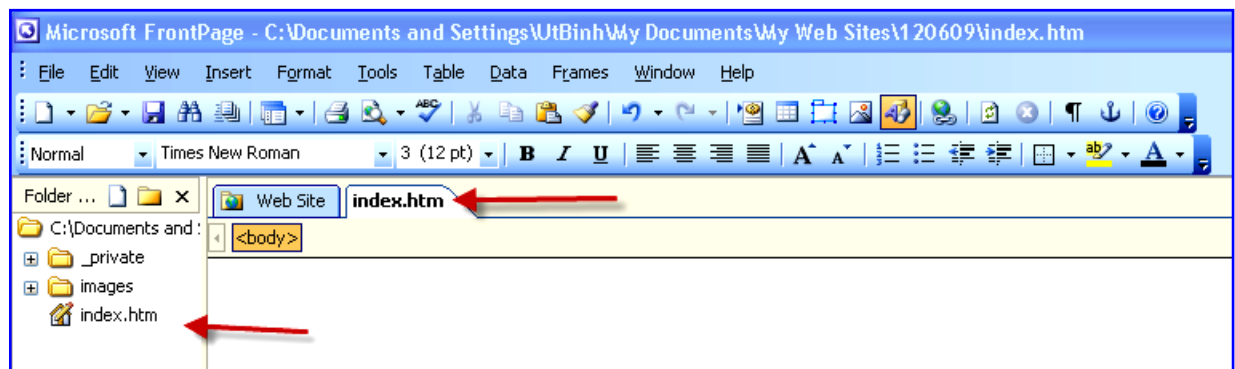 Microsoft FrontPage - C:\Documents and Settings\UtBinh\My Documents\My Web Sites\120609\index.htm
File Edit View Insert Format Tools Table Data Frames Window Help
ABC
Normal Times New Roman 3 (12 pt) B I U A A ab A
Folder ... Web Site index.htm
C:\Documents and S
<body>
_private
images
index.htm